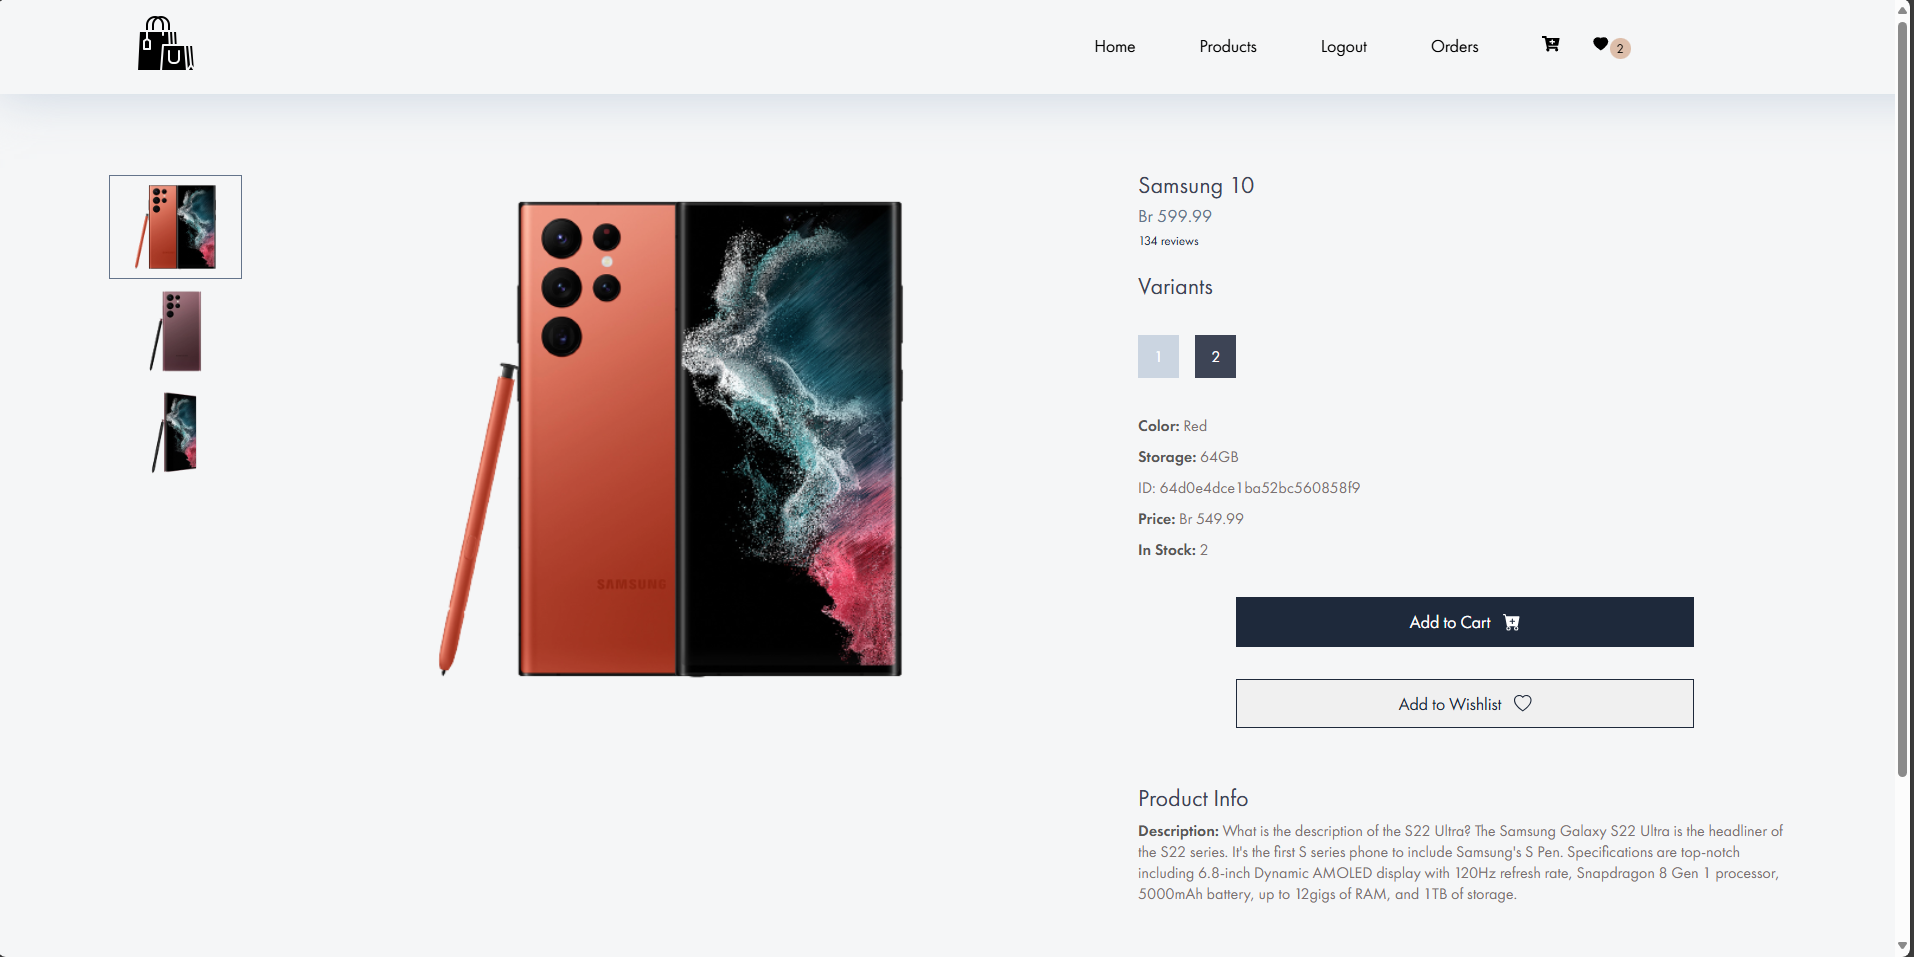 Home Products Logout Orders 2
Samsung 10
Br 599.99
134 reviews
Variants
1 2
Color: Red
Storage: 64GB
ID: 64d0e4dce1ba52bc560858f9
Price: Br 549.99
In Stock: 2
SAMSUNG
Add to Cart
Add to Wishlist
Product Info
Description: What is the description of the S22 Ultra? The Samsung Galaxy S22 Ultra is the headliner of
the S22 series. It's the first S series phone to include Samsung's S Pen. Specifications are top-notch
including 6.8-inch Dynamic AMOLED display with 120Hz refresh rate, Snapdragon 8 Gen 1 processor,
5000mAh battery, up to 12gigs of RAM, and 1TB of storage.